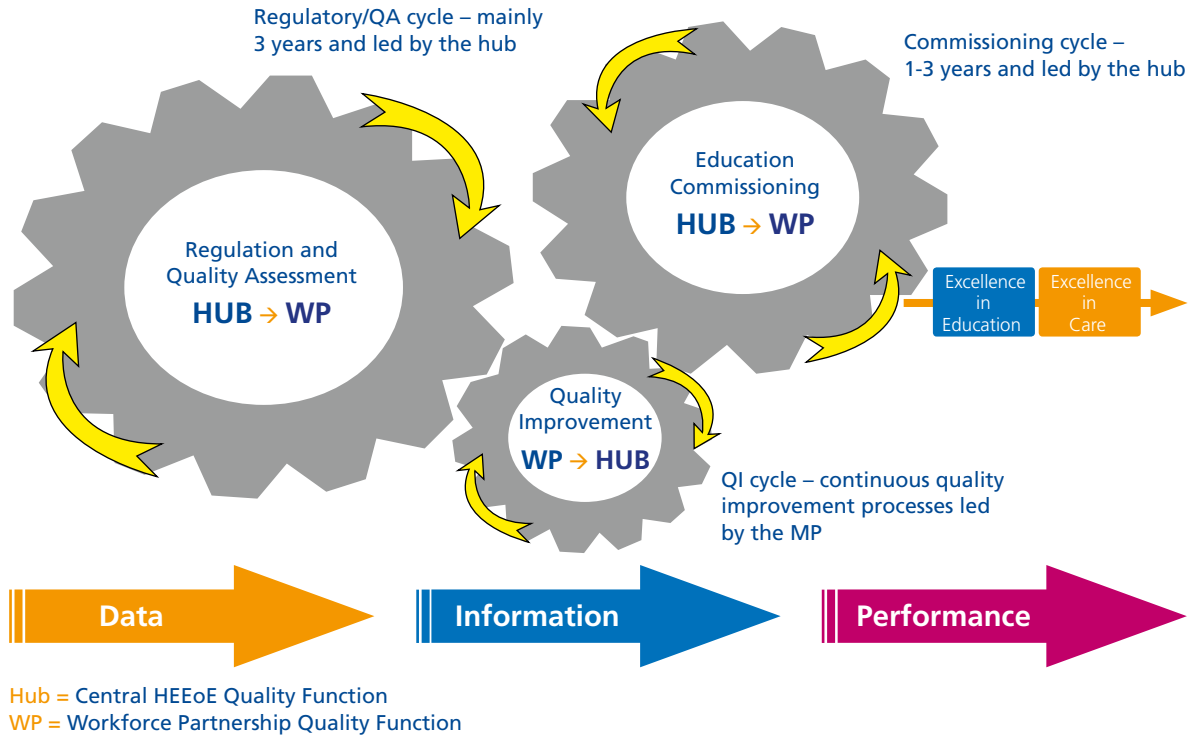 Regulatory/QA cycle – mainly
3 years and led by the hub
Commissioning cycle –
1-3 years and led by the hub
Education
Commissioning
HUB → WP
Regulation and
Quality Assessment
HUB → WP
Excellence
in
Education
Excellence
in
Care
Quality
Improvement
WP → HUB
QI cycle – continuous quality
improvement processes led
by the MP
Data
Information
Performance
Hub = Central HEEoE Quality Function
WP = Workforce Partnership Quality Function